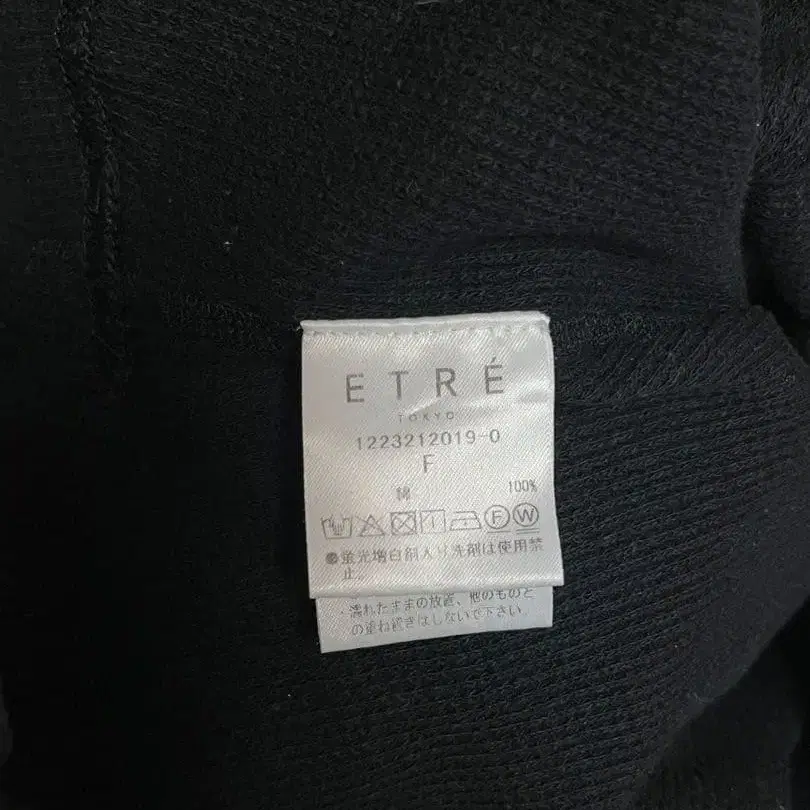 ETRÉ
TOKYO
1223212019-0
F
綿 100%
F W
●蛍光増白剤入り洗剤は使用禁
止。
・濡れたままの放置、他のものと
の重ね置きはしないで下さい。